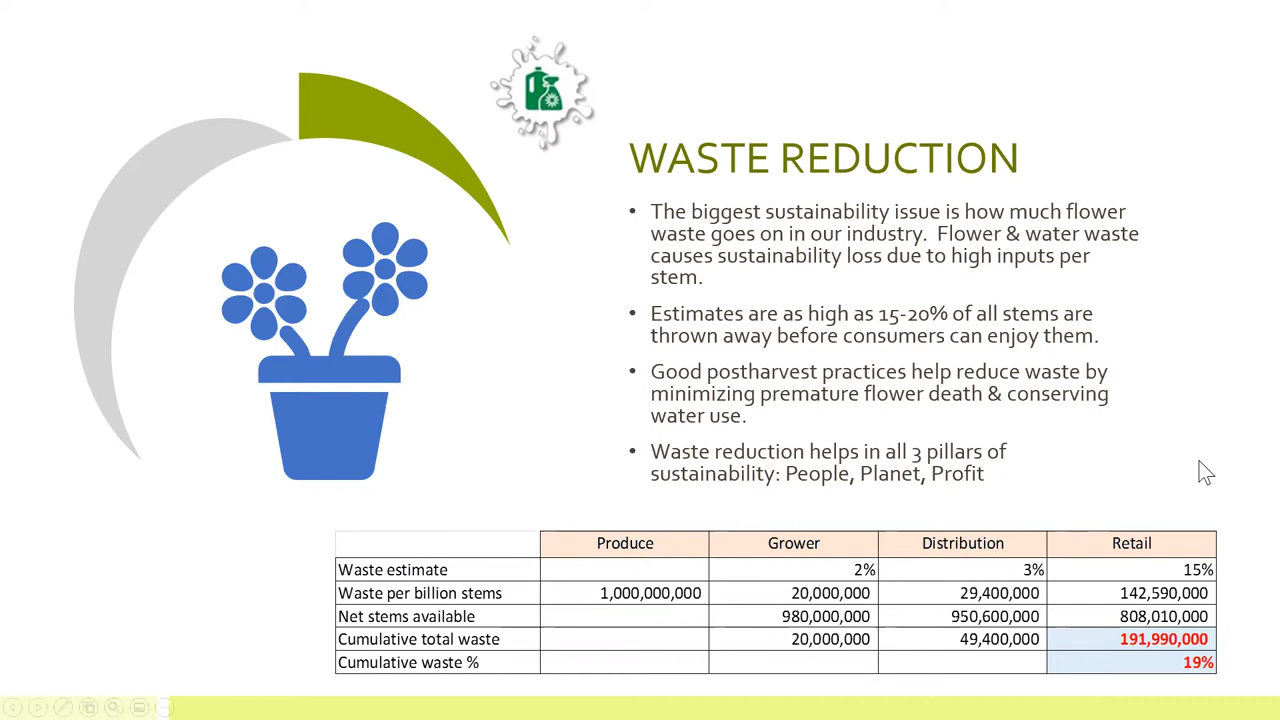 WASTE REDUCTION
• The biggest sustainability issue is how much flower
waste goes on in our industry.  Flower & water waste
causes sustainability loss due to high inputs per
stem.
• Estimates are as high as 15-20% of all stems are
thrown away before consumers can enjoy them.
• Good postharvest practices help reduce waste by
minimizing premature flower death & conserving
water use.
• Waste reduction helps in all 3 pillars of
sustainability: People, Planet, Profit
Produce Grower Distribution Retail
Waste estimate 2% 3% 15%
Waste per billion stems 1,000,000,000 20,000,000 29,400,000 142,590,000
Net stems available 980,000,000 950,600,000 808,010,000
Cumulative total waste 20,000,000 49,400,000 191,990,000
Cumulative waste % 19%